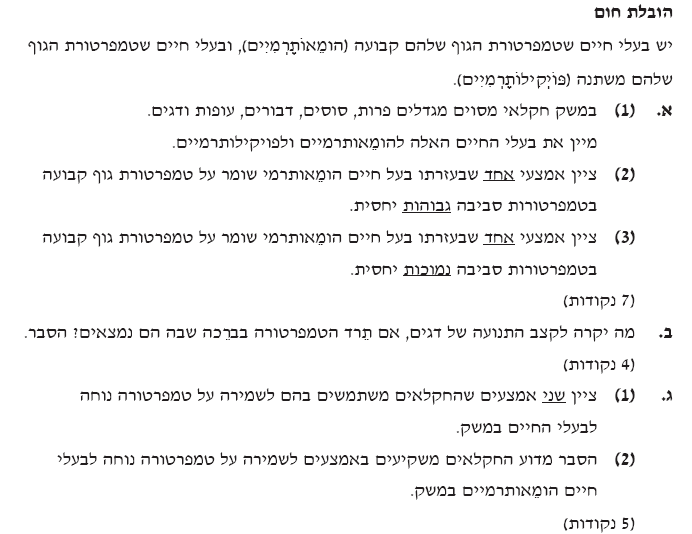 הובלת חום
יש בעלי חיים שטמפרטורת הגוף שלהם קבועה (הומֵאוֹתֶרְמִיִים), ובעלי חיים שטמפרטורת הגוף
שלהם משתנה (פּוֹיְקִילוֹתֶרְמִיִים).
א. (1) במשק חקלאי מסוים מגדלים פרות, סוסים, דבורים, עופות ודגים.
מיין את בעלי החיים האלה להומֵאותרמיים ולפויקילותרמיים.
(2) ציין אמצעי אחד שבעזרתו בעל חיים הומֵאותרמי שומר על טמפרטורת גוף קבועה
בטמפרטורות סביבה גבוהות יחסית.
(3) ציין אמצעי אחד שבעזרתו בעל חיים הומֵאותרמי שומר על טמפרטורת גוף קבועה
בטמפרטורות סביבה נמוכות יחסית.
(7 נקודות)
ב. מה יקרה לקצב התנועה של דגים, אם תֵרד הטמפרטורה בברֵכה שבה הם נמצאים? הסבר.
(4 נקודות)
ג. (1) ציין שני אמצעים שהחקלאים משתמשים בהם לשמירה על טמפרטורה נוחה
לבעלי החיים במשק.
(2) הסבר מדוע החקלאים משקיעים באמצעים לשמירה על טמפרטורה נוחה לבעלי
חיים הומֵאותרמיים במשק.
(5 נקודות)